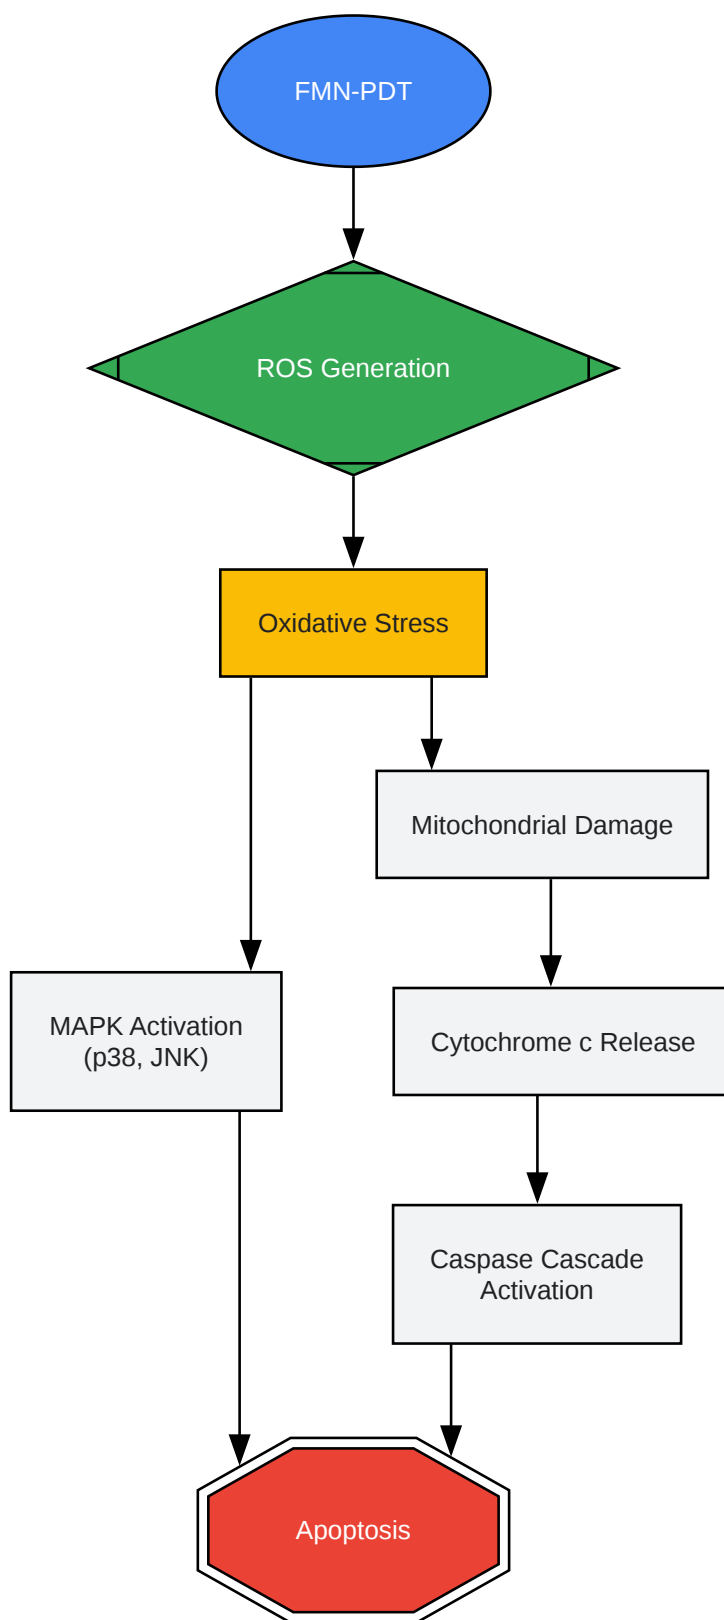 FMN-PDT
ROS Generation
Oxidative Stress
Mitochondrial Damage
MAPK Activation
(p38, JNK)
Cytochrome c Release
Caspase Cascade
Activation
Apoptosis